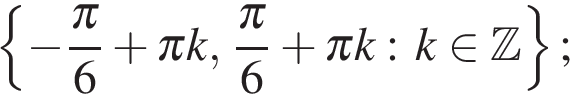 {−π/6 + πk, π/6 + πk : k ∈ ℤ};